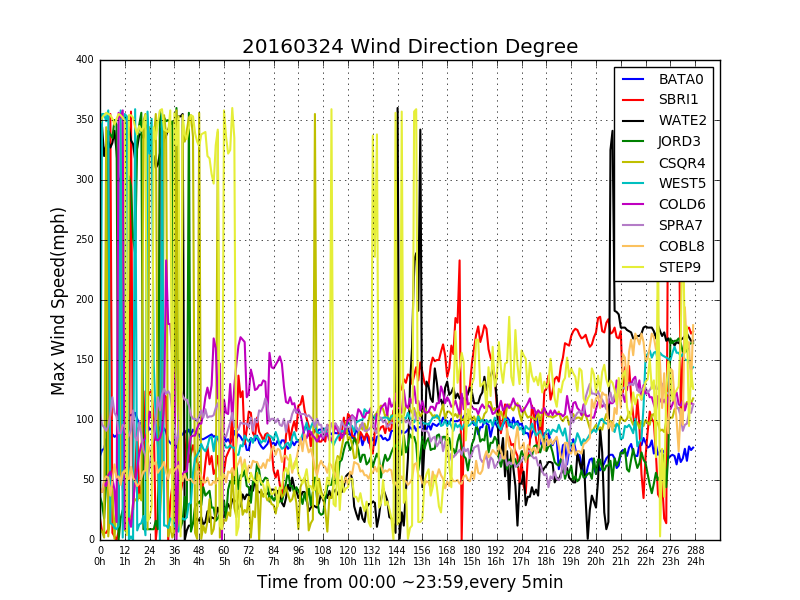 20160324 Wind Direction Degree
Max Wind Speed(mph)
400
350
300
250
200
150
100
50
0
BATA0
SBRI1
WATE2
JORD3
CSQR4
WEST5
COLD6
SPRA7
COBL8
STEP9
0 12 24 36 48 60 72 84 96 108 120 132 144 156 168 180 192 204 216 228 240 252 264 276 288
0h 1h 2h 3h 4h 5h 6h 7h 8h 9h 10h 11h 12h 13h 14h 15h 16h 17h 18h 19h 20h 21h 22h 23h 24h
Time from 00:00 ~23:59,every 5min